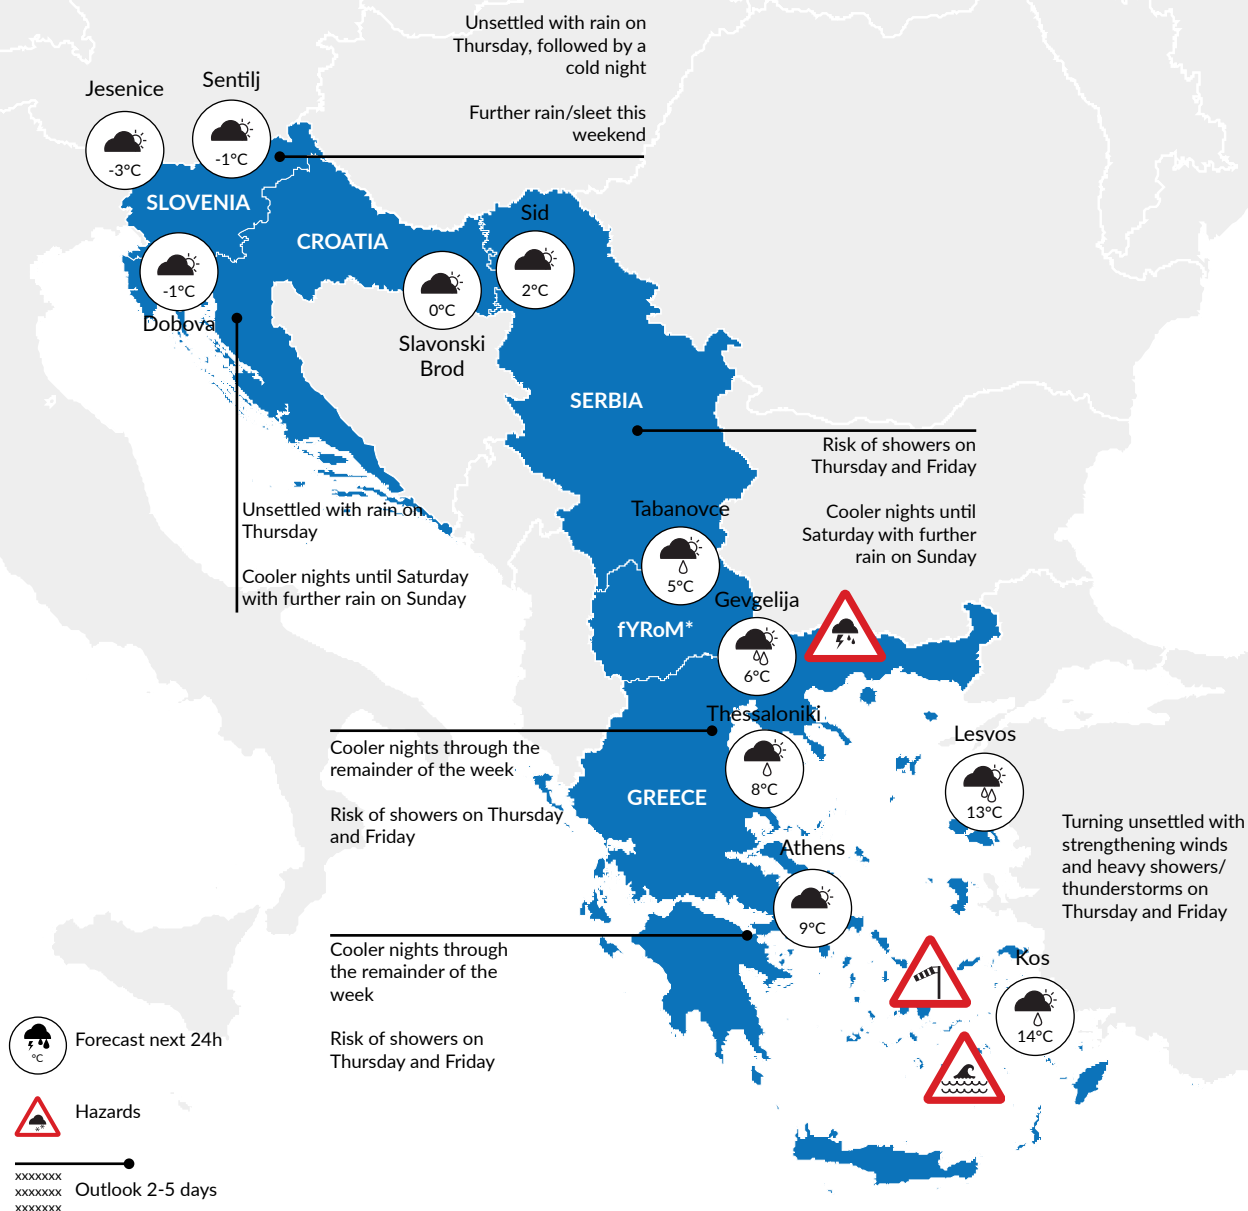 Unsettled with rain on
Thursday, followed by a
cold night
Further rain/sleet this
weekend
Jesenice
-3°C
Sentilj
-1°C
SLOVENIA
CROATIA
Sid
2°C
-1°C
Dobova
0°C
Slavonski
Brod
SERBIA
Risk of showers on
Thursday and Friday
Cooler nights until
Saturday with further
rain on Sunday
Unsettled with rain on
Thursday
Cooler nights until Saturday
with further rain on Sunday
Tabanovce
5°C
Gevgelija
6°C
fYRoM*
Thessaloniki
8°C
Cooler nights through the
remainder of the week
Risk of showers on Thursday
and Friday
GREECE
Lesvos
13°C
Turning unsettled with
strengthening winds
and heavy showers/
thunderstorms on
Thursday and Friday
Athens
9°C
Cooler nights through
the remainder of the
week
Risk of showers on
Thursday and Friday
Kos
14°C
°C
Forecast next 24h
Hazards
xxxxxxx
xxxxxxx
xxxxxxx
Outlook 2-5 days